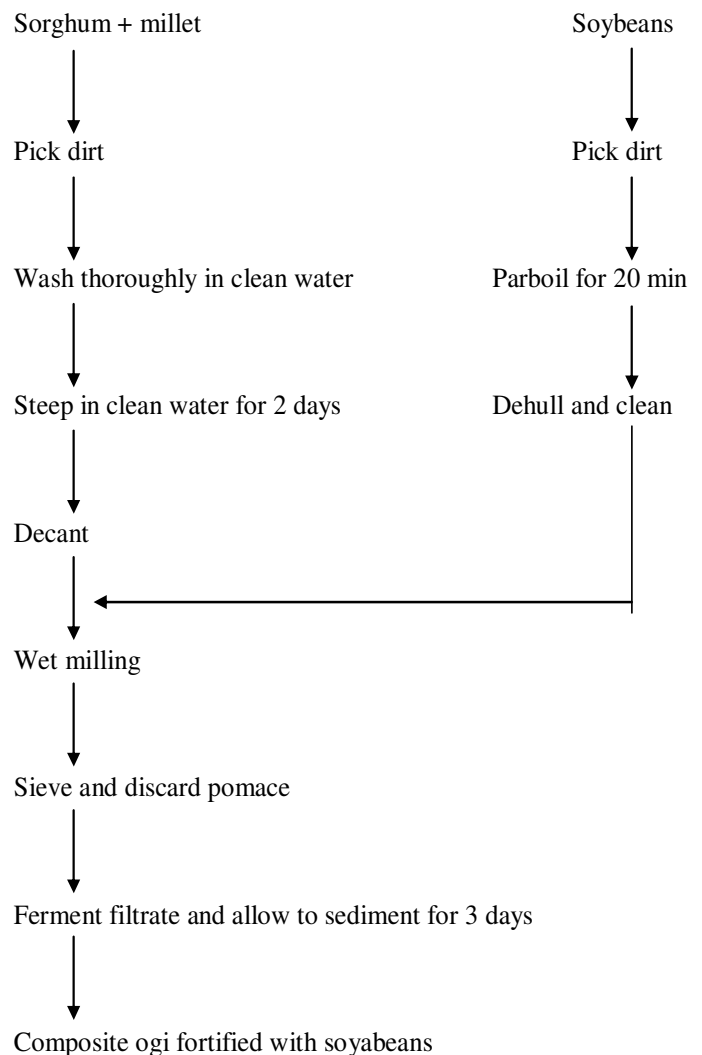 Sorghum + millet
Soybeans
Pick dirt
Pick dirt
Wash thoroughly in clean water
Parboil for 20 min
Steep in clean water for 2 days
Dehull and clean
Decant
Wet milling
Sieve and discard pomace
Ferment filtrate and allow to sediment for 3 days
Composite ogi fortified with soyabeans